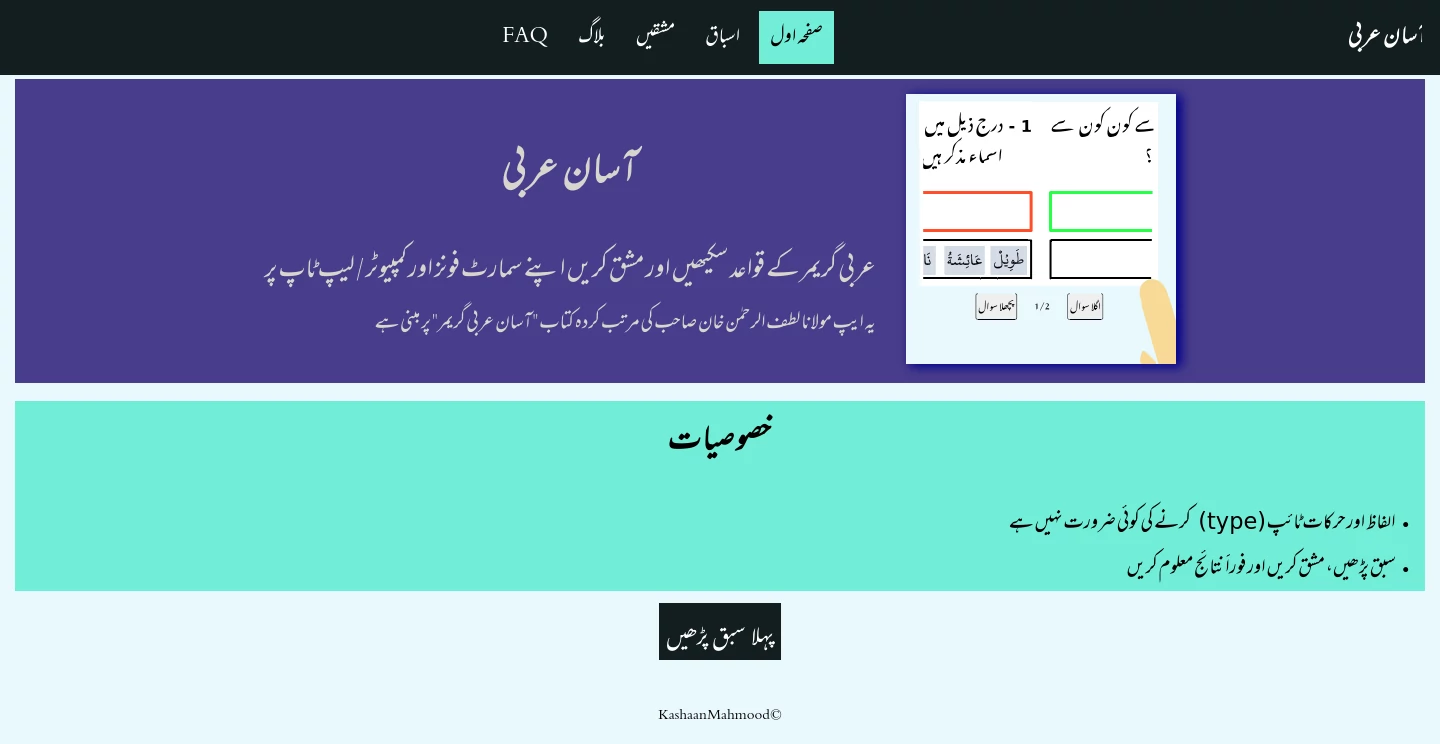 آسان عربی
صفحہ اول
اسباق
مشقیں
بلاگ
FAQ
سے کون کون سے 1 - درج ذیل میں
؟ اسماء مذکر ہیں
طَوِیْلٌ عَائِشَۃُ نَا
اگلا سوال 1/2 پچھلا سوال
آسان عربی
عربی گریمر کے قواعد سیکھیں اور مشق کریں اپنے سمارٹ فونز اور کمپیوٹر / لیپ ٹاپ پر
یہ ایپ مولانا لطف الرحمٰن خان صاحب کی مرتب کردہ کتاب "آسان عربی گریمر" پر مبنی ہے
خصوصیات
• الفاظ اور حرکات ٹائپ (type) کرنے کی کوئی ضرورت نہیں ہے
• سبق پڑھیں، مشق کریں اور فوراً نتائج معلوم کریں
پہلا سبق پڑھیں
KashaanMahmood©